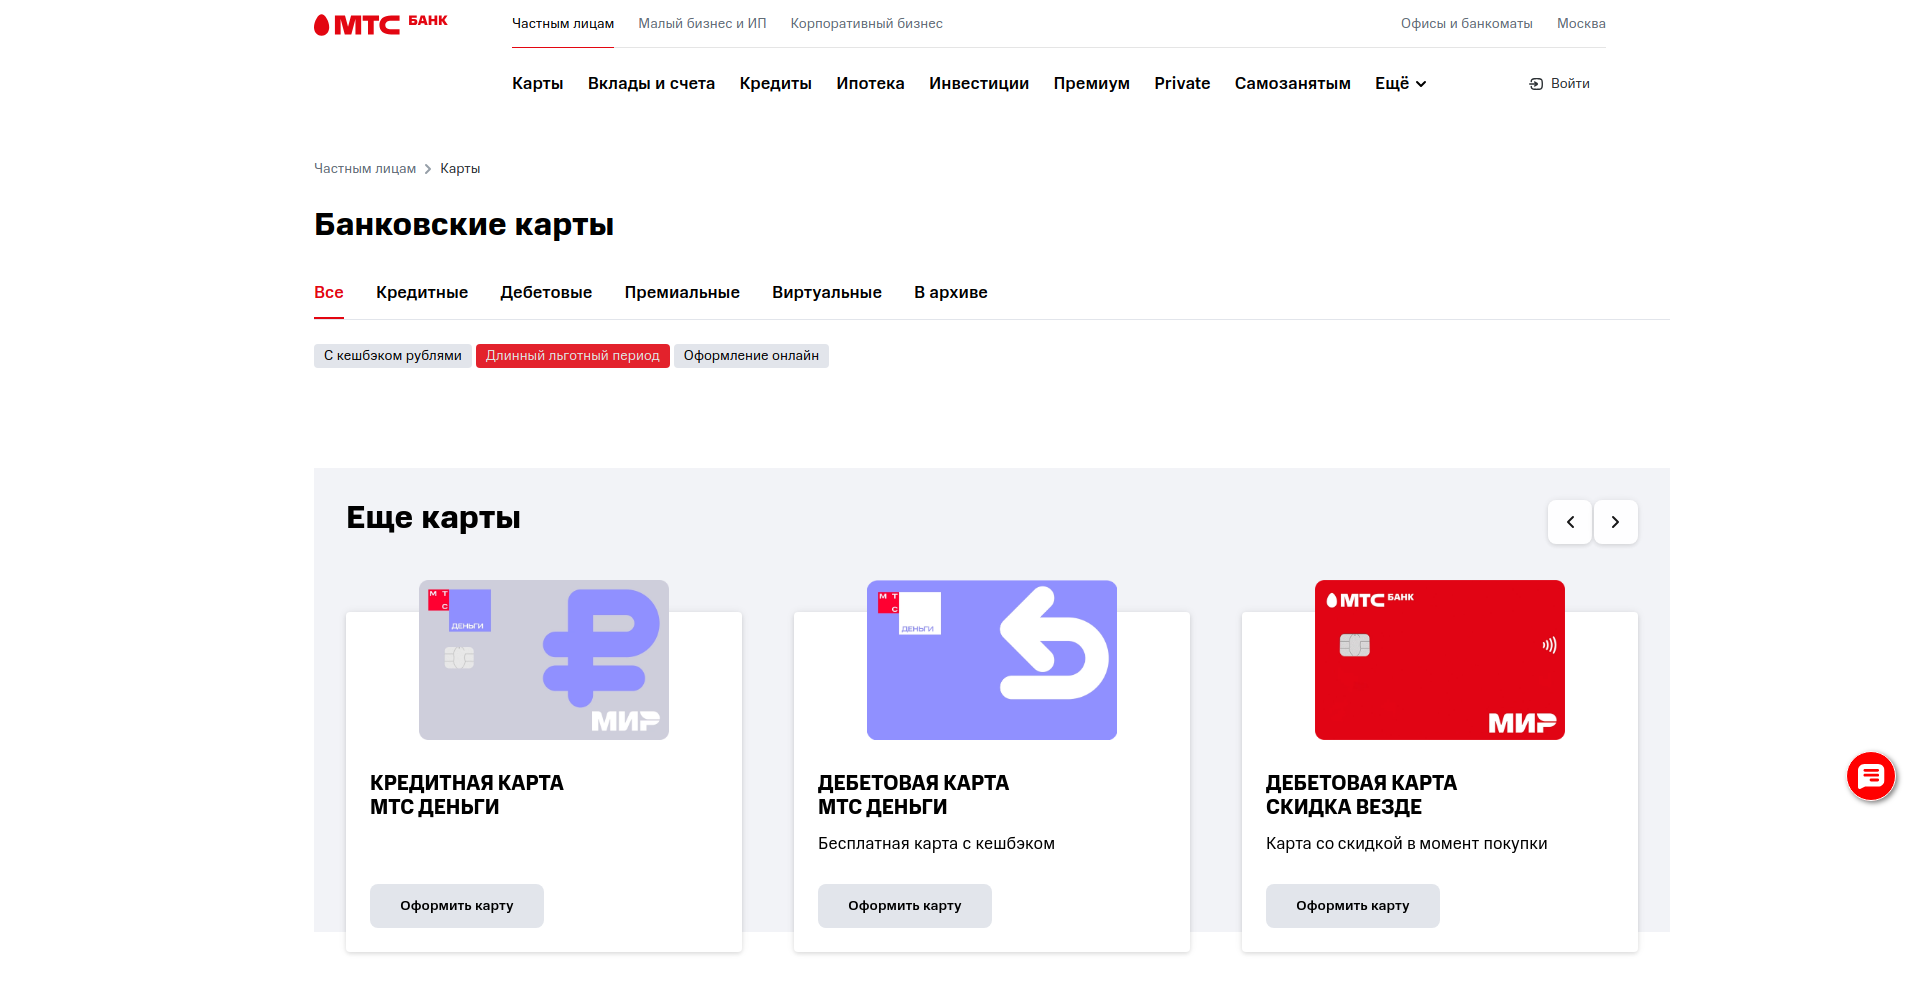 МТС БАНК
Частным лицам
Малый бизнес и ИП
Корпоративный бизнес
Офисы и банкоматы
Москва
Карты
Вклады и счета
Кредиты
Ипотека
Инвестиции
Премиум
Private
Самозанятым
Ещё
Войти
Частным лицам
Карты
Банковские карты
Все
Кредитные
Дебетовые
Премиальные
Виртуальные
В архиве
С кешбэком рублями
Длинный льготный период
Оформление онлайн
Еще карты
МТС
ДЕНЬГИ
МИР
КРЕДИТНАЯ КАРТА
МТС ДЕНЬГИ
Оформить карту
МТС
ДЕНЬГИ
ДЕБЕТОВАЯ КАРТА
МТС ДЕНЬГИ
Бесплатная карта с кешбэком
Оформить карту
МТС БАНК
МИР
ДЕБЕТОВАЯ КАРТА
СКИДКА ВЕЗДЕ
Карта со скидкой в момент покупки
Оформить карту